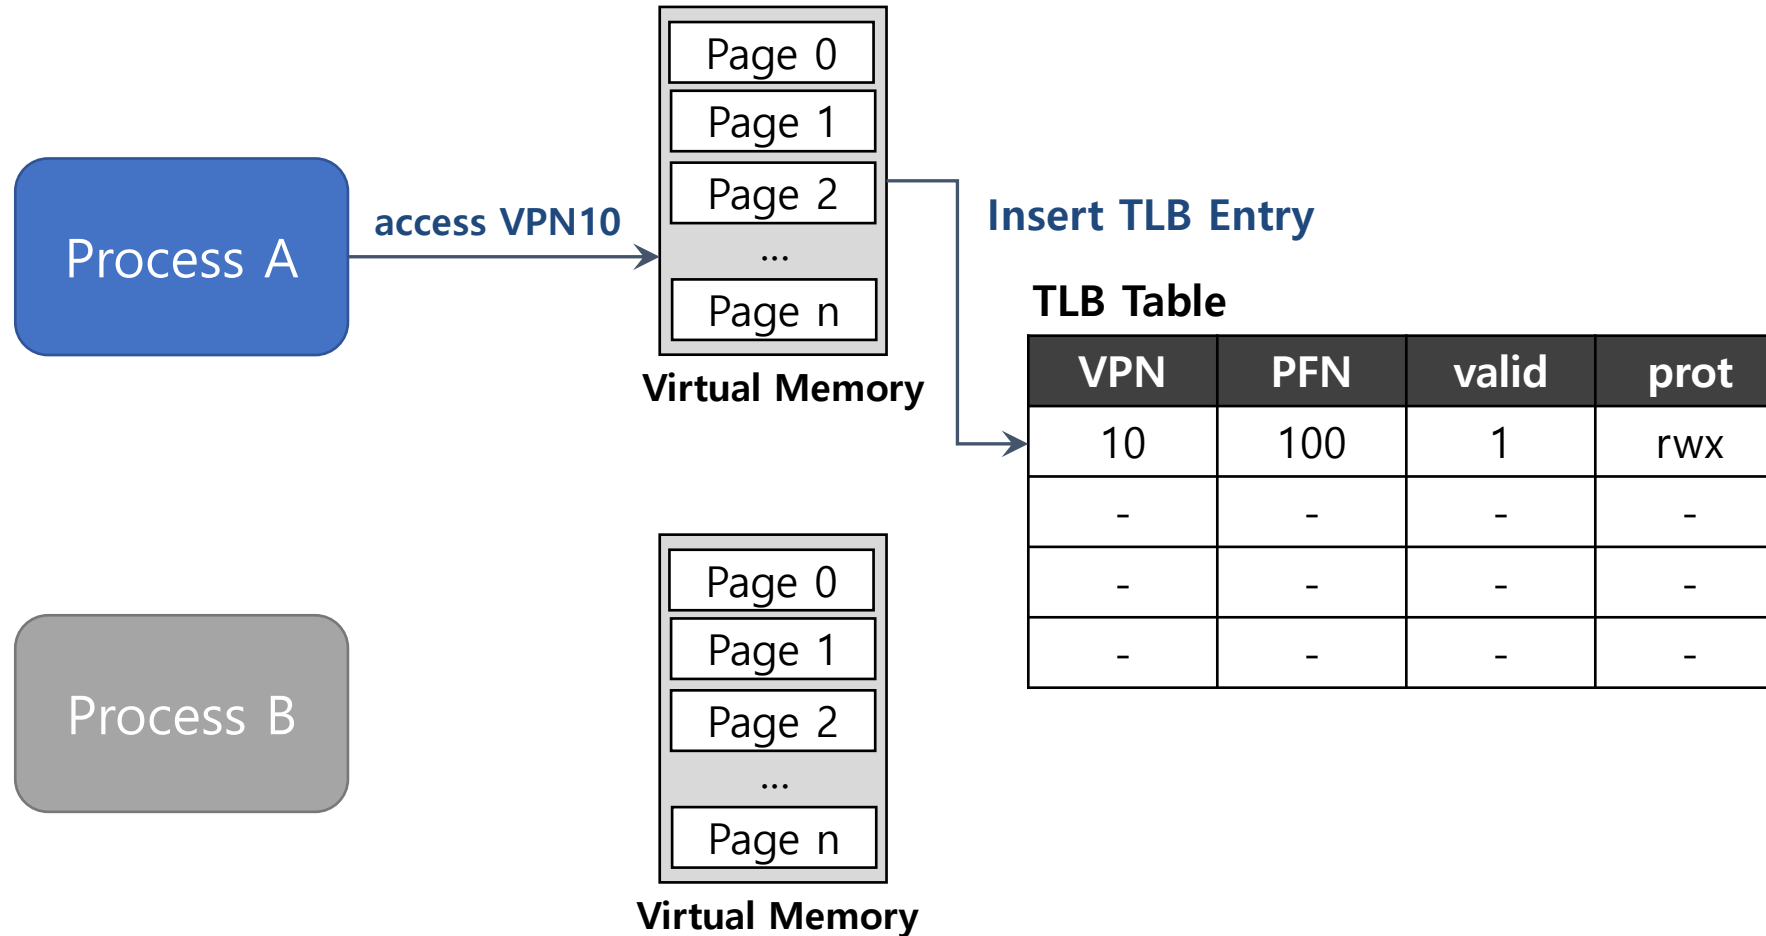 Process A
access VPN10
Page 0
Page 1
Page 2
...
Page n
Virtual Memory
Insert TLB Entry
TLB Table
VPN PFN valid prot
10 100 1 rwx
- - - -
- - - -
- - - -
Process B
Page 0
Page 1
Page 2
...
Page n
Virtual Memory